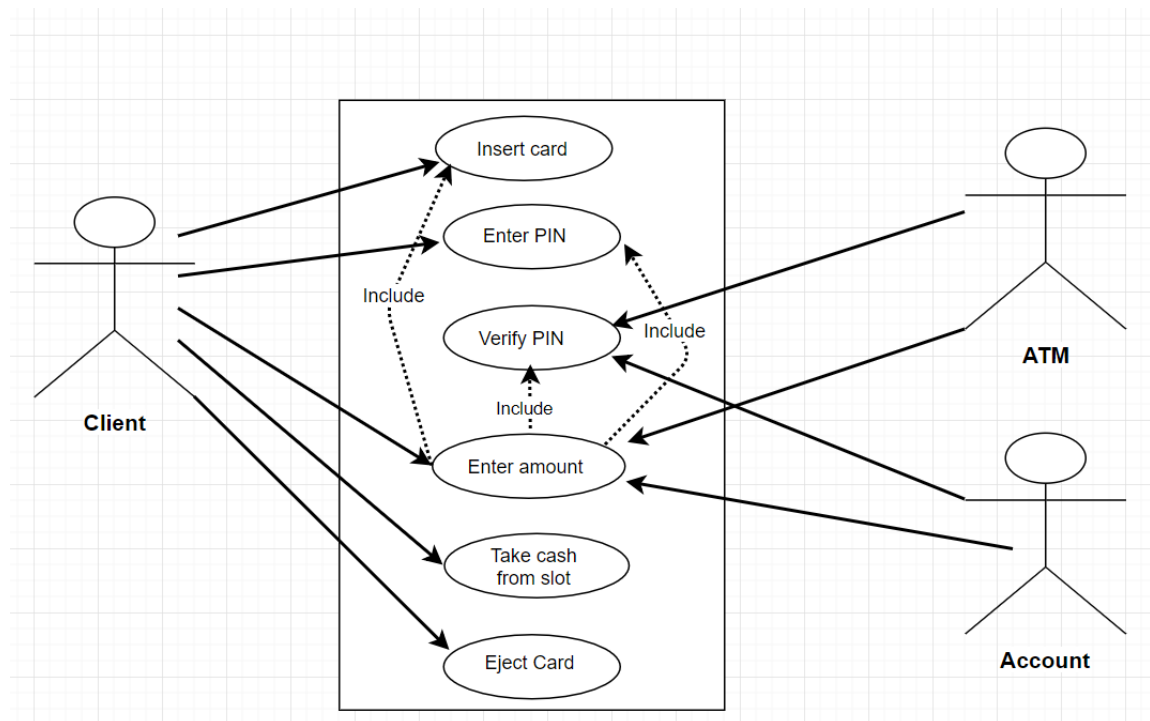 Insert card
Enter PIN
Include
Verify PIN
Include
ATM
Include
Client
Enter amount
Take cash
from slot
Eject Card
Account